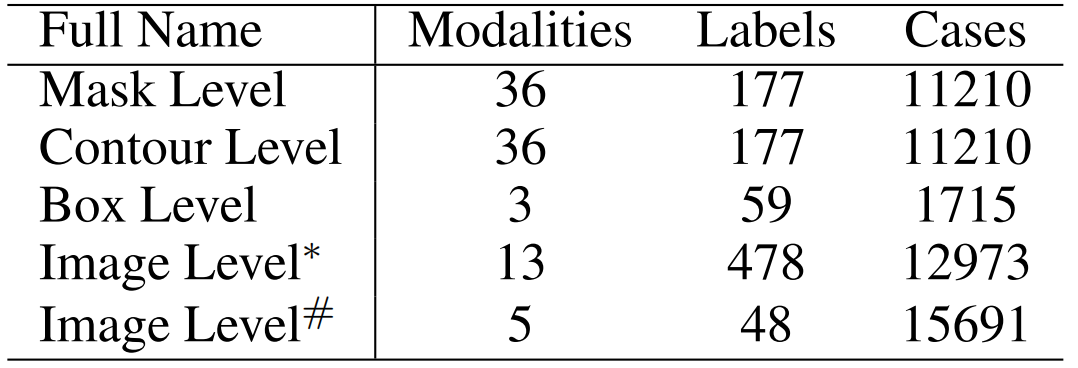 Full Name Modalities Labels Cases
Mask Level 36 177 11210
Contour Level 36 177 11210
Box Level 3 59 1715
Image Level* 13 478 12973
Image Level# 5 48 15691